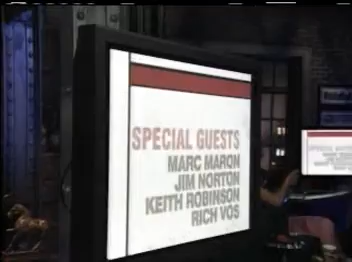 SPECIAL GUESTS
MARC MARON
JIM NORTON
KEITH ROBINSON
RICH VOS